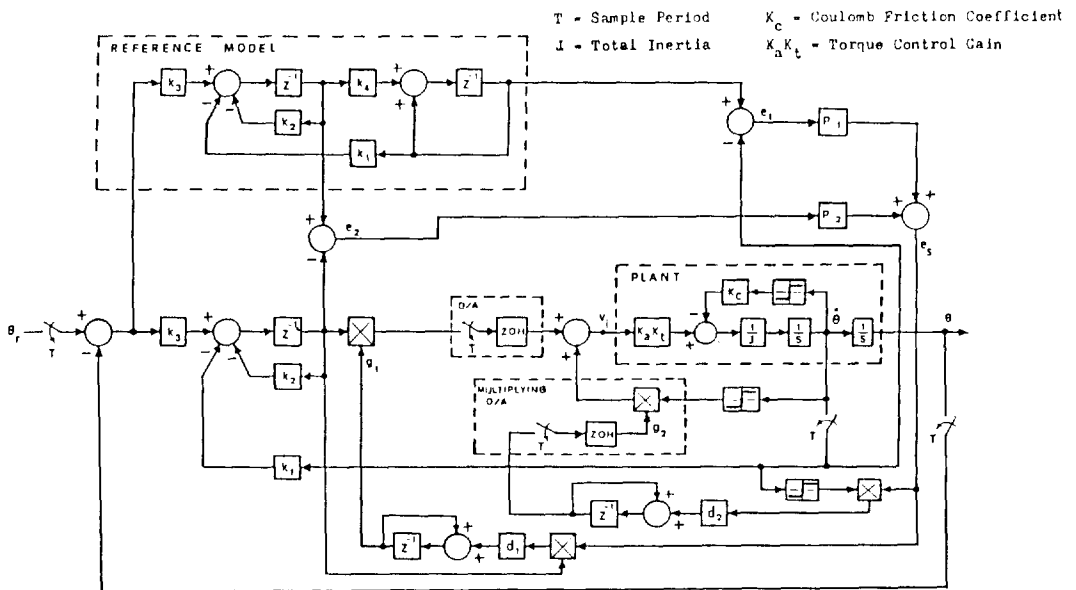 T - Sample Period K_c - Coulomb Friction Coefficient
J - Total Inertia K_aK_t - Torque Control Gain
REFERENCE MODEL
+ + +
k_3 z^-1 k_4 z^-1
- - +
k_2
k_1
+ e_1 P_1
-
+ +
e_2 P_2 +
- e_s
PLANT
K_C
D/A
θ_r + k_3 + z^-1 ZOH + v_i K_aK_t - + 1/J 1/S θ̇ 1/S θ
T - - - T +
k_2 g_1
MULTIPLYING
D/A
ZOH g_2
T T T
k_1
+
z^-1 + d_2
+
z^-1 + d_1